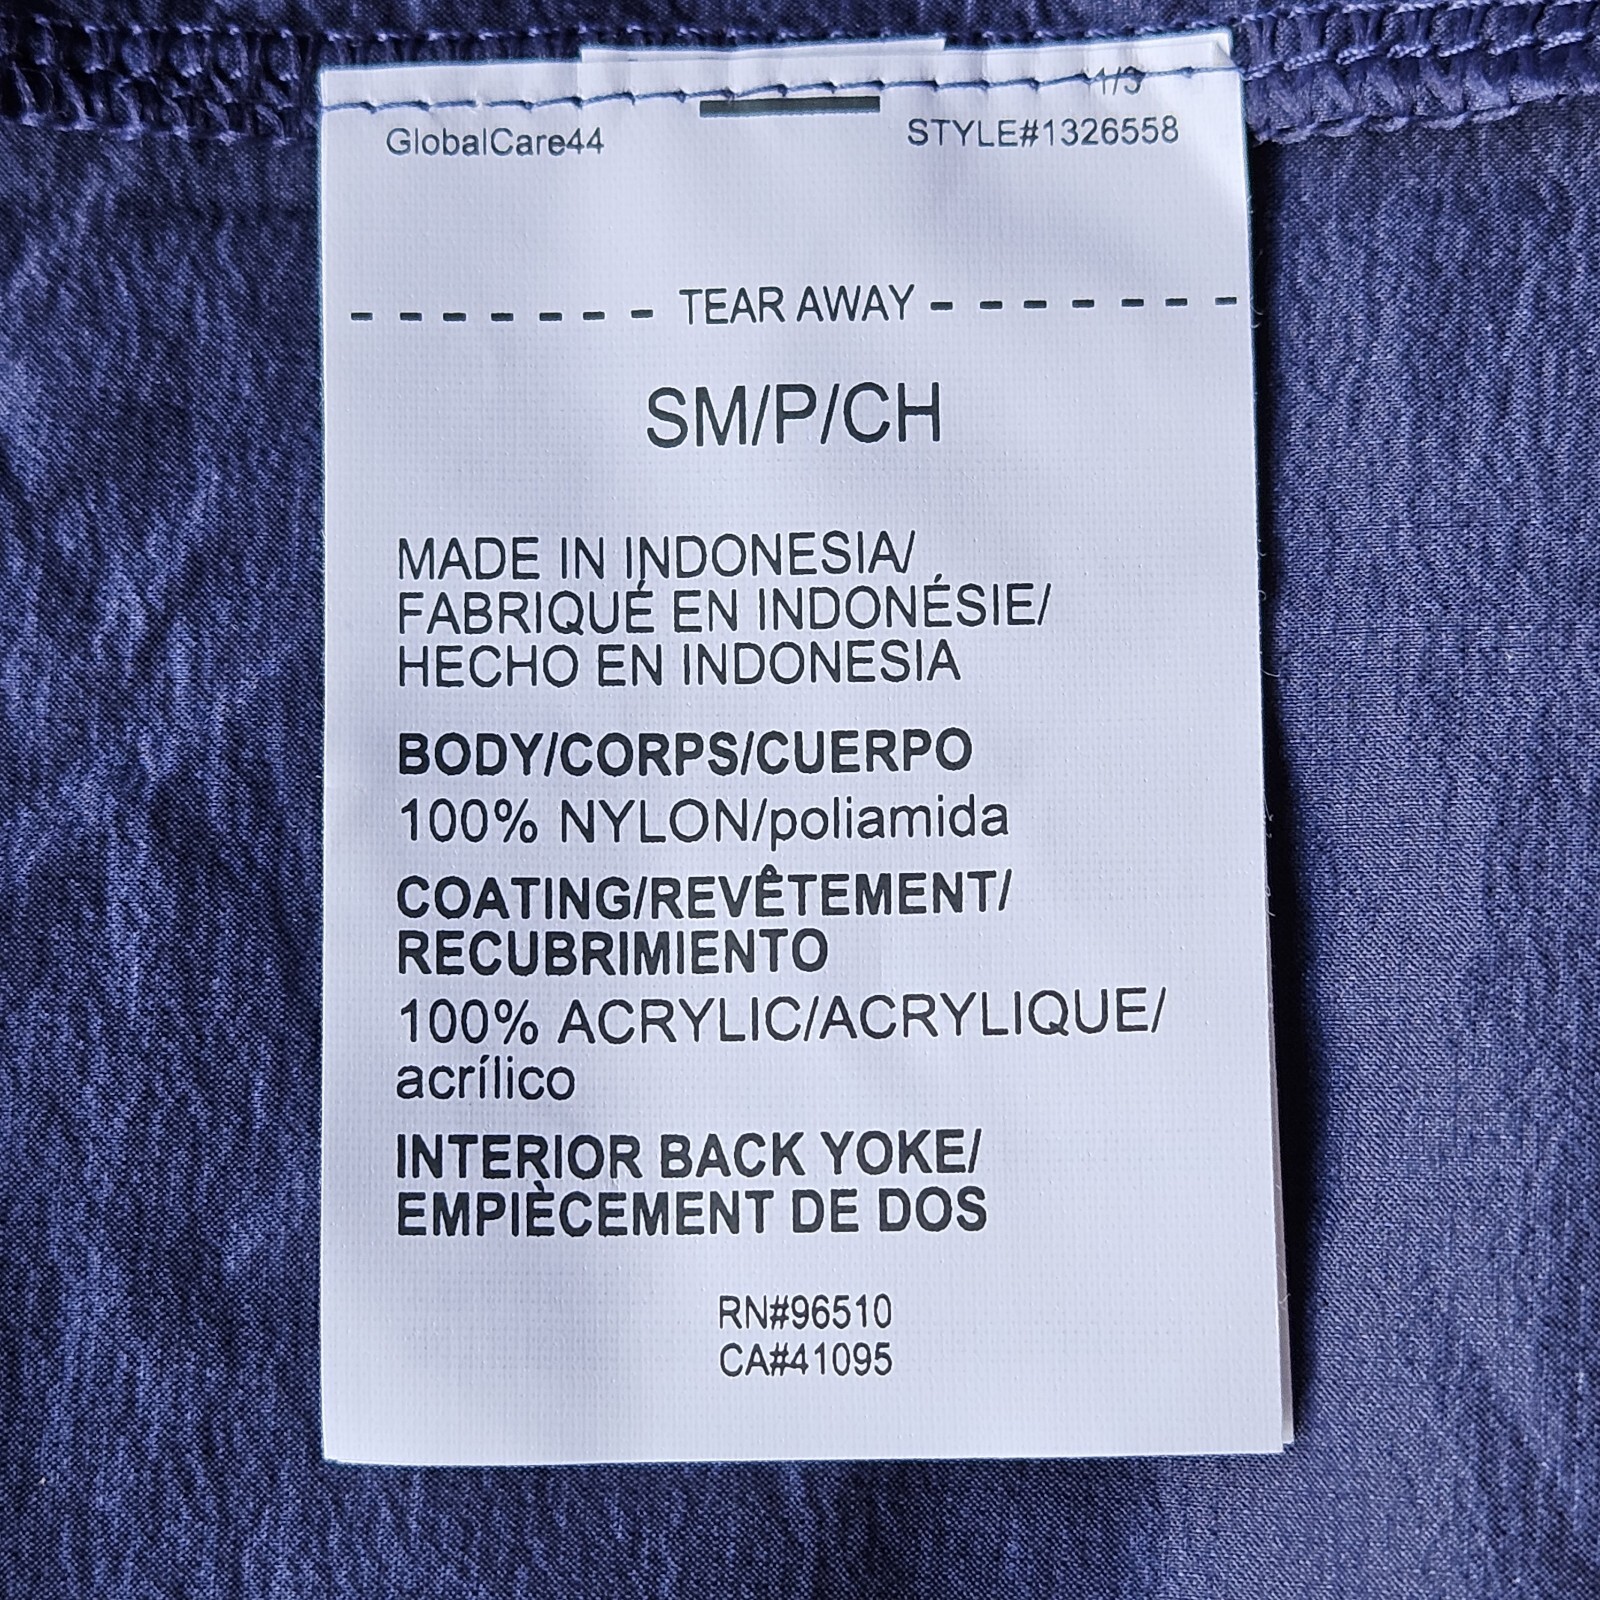 1/3
GlobalCare44 STYLE#1326558
TEAR AWAY
SM/P/CH
MADE IN INDONESIA/
FABRIQUÉ EN INDONÉSIE/
HECHO EN INDONESIA
BODY/CORPS/CUERPO
100% NYLON/poliamida
COATING/REVÊTEMENT/
RECUBRIMIENTO
100% ACRYLIC/ACRYLIQUE/
acrílico
INTERIOR BACK YOKE/
EMPIÈCEMENT DE DOS
RN#96510
CA#41095